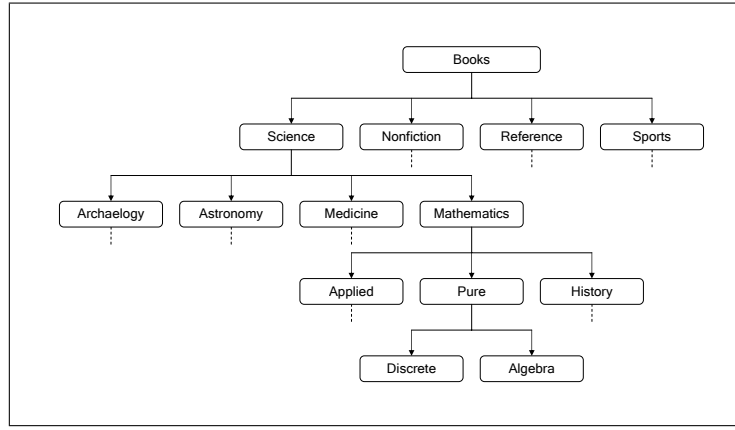 Books
Science Nonfiction Reference Sports
Archaelogy Astronomy Medicine Mathematics
Applied Pure History
Discrete Algebra